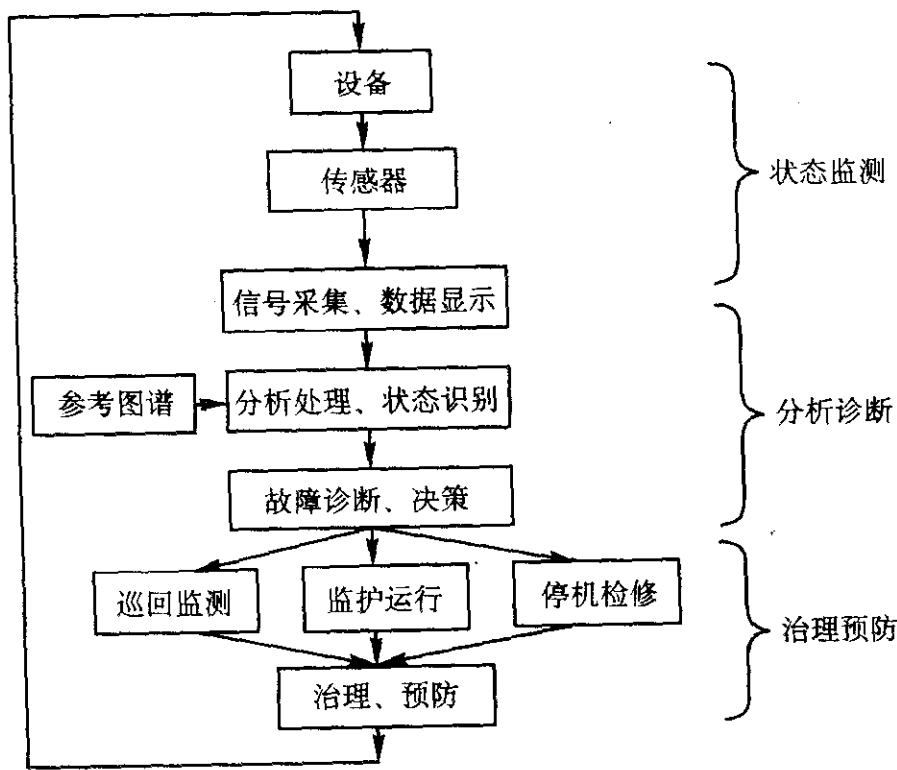 设备
传感器
状态监测
信号采集、数据显示
参考图谱
分析处理、状态识别
分析诊断
故障诊断、决策
巡回监测
监护运行
停机检修
治理预防
治理、预防